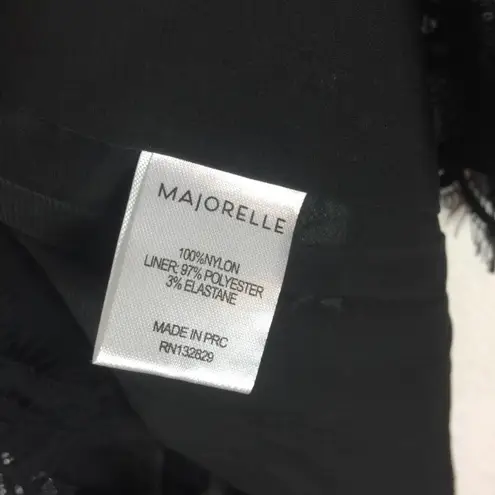 MAJORELLE
100%NYLON
LINER: 97% POLYESTER
3% ELASTANE
MADE IN PRC
RN132829